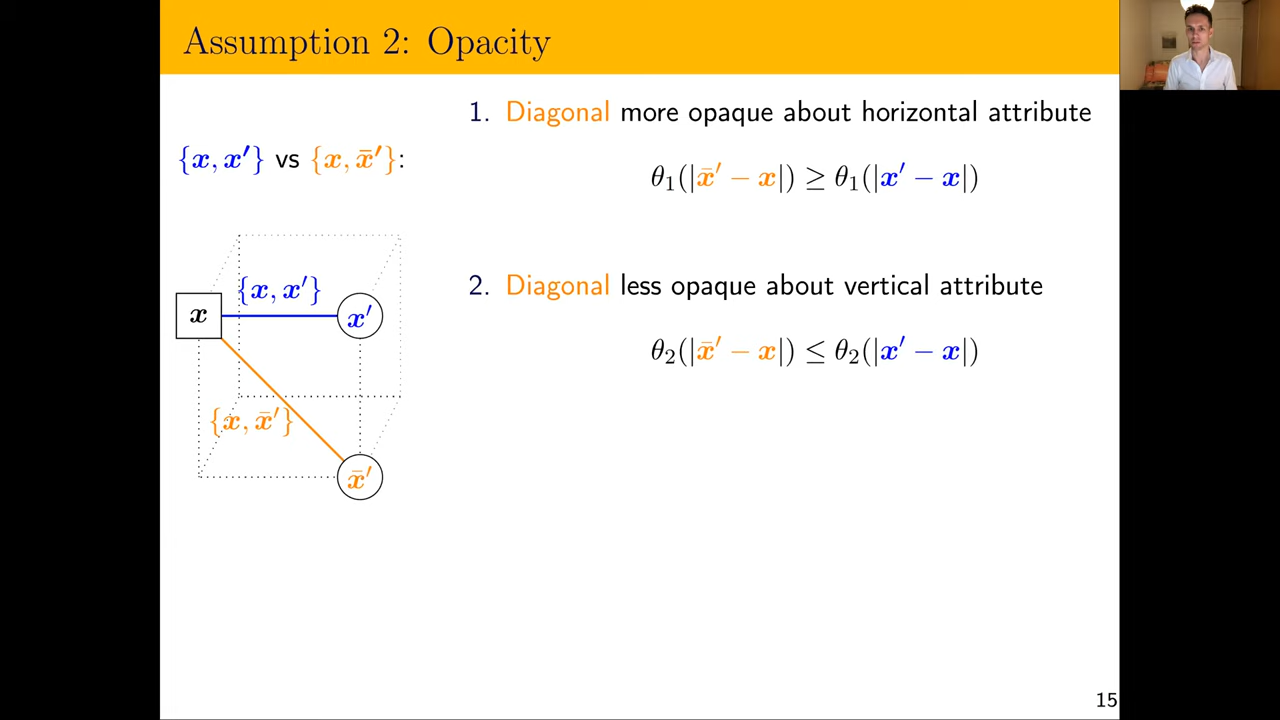 Assumption 2: Opacity
{x, x′} vs {x, x̄′}:
{x, x′}
x
x′
{x, x̄′}
x̄′
1. Diagonal more opaque about horizontal attribute
θ₁(|x̄′ − x|) ≥ θ₁(|x′ − x|)
2. Diagonal less opaque about vertical attribute
θ₂(|x̄′ − x|) ≤ θ₂(|x′ − x|)
15